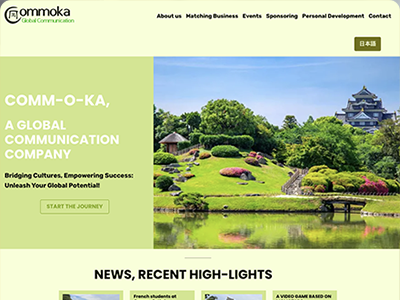 Commoka
Global Communication
About us Matching Business Events Sponsoring Personal Development Contact
日本語
COMM-O-KA,
A GLOBAL
COMMUNICATION
COMPANY
Bridging Cultures, Empowering Success:
Unleash Your Global Potential!
START THE JOURNEY
NEWS, RECENT HIGH-LIGHTS
French students at
A VIDEO GAME BASED ON